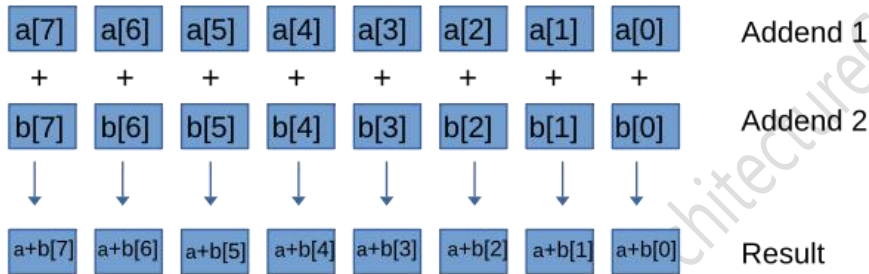 a[7] a[6] a[5] a[4] a[3] a[2] a[1] a[0] Addend 1
+ + + + + + + +
b[7] b[6] b[5] b[4] b[3] b[2] b[1] b[0] Addend 2
a+b[7] a+b[6] a+b[5] a+b[4] a+b[3] a+b[2] a+b[1] a+b[0] Result